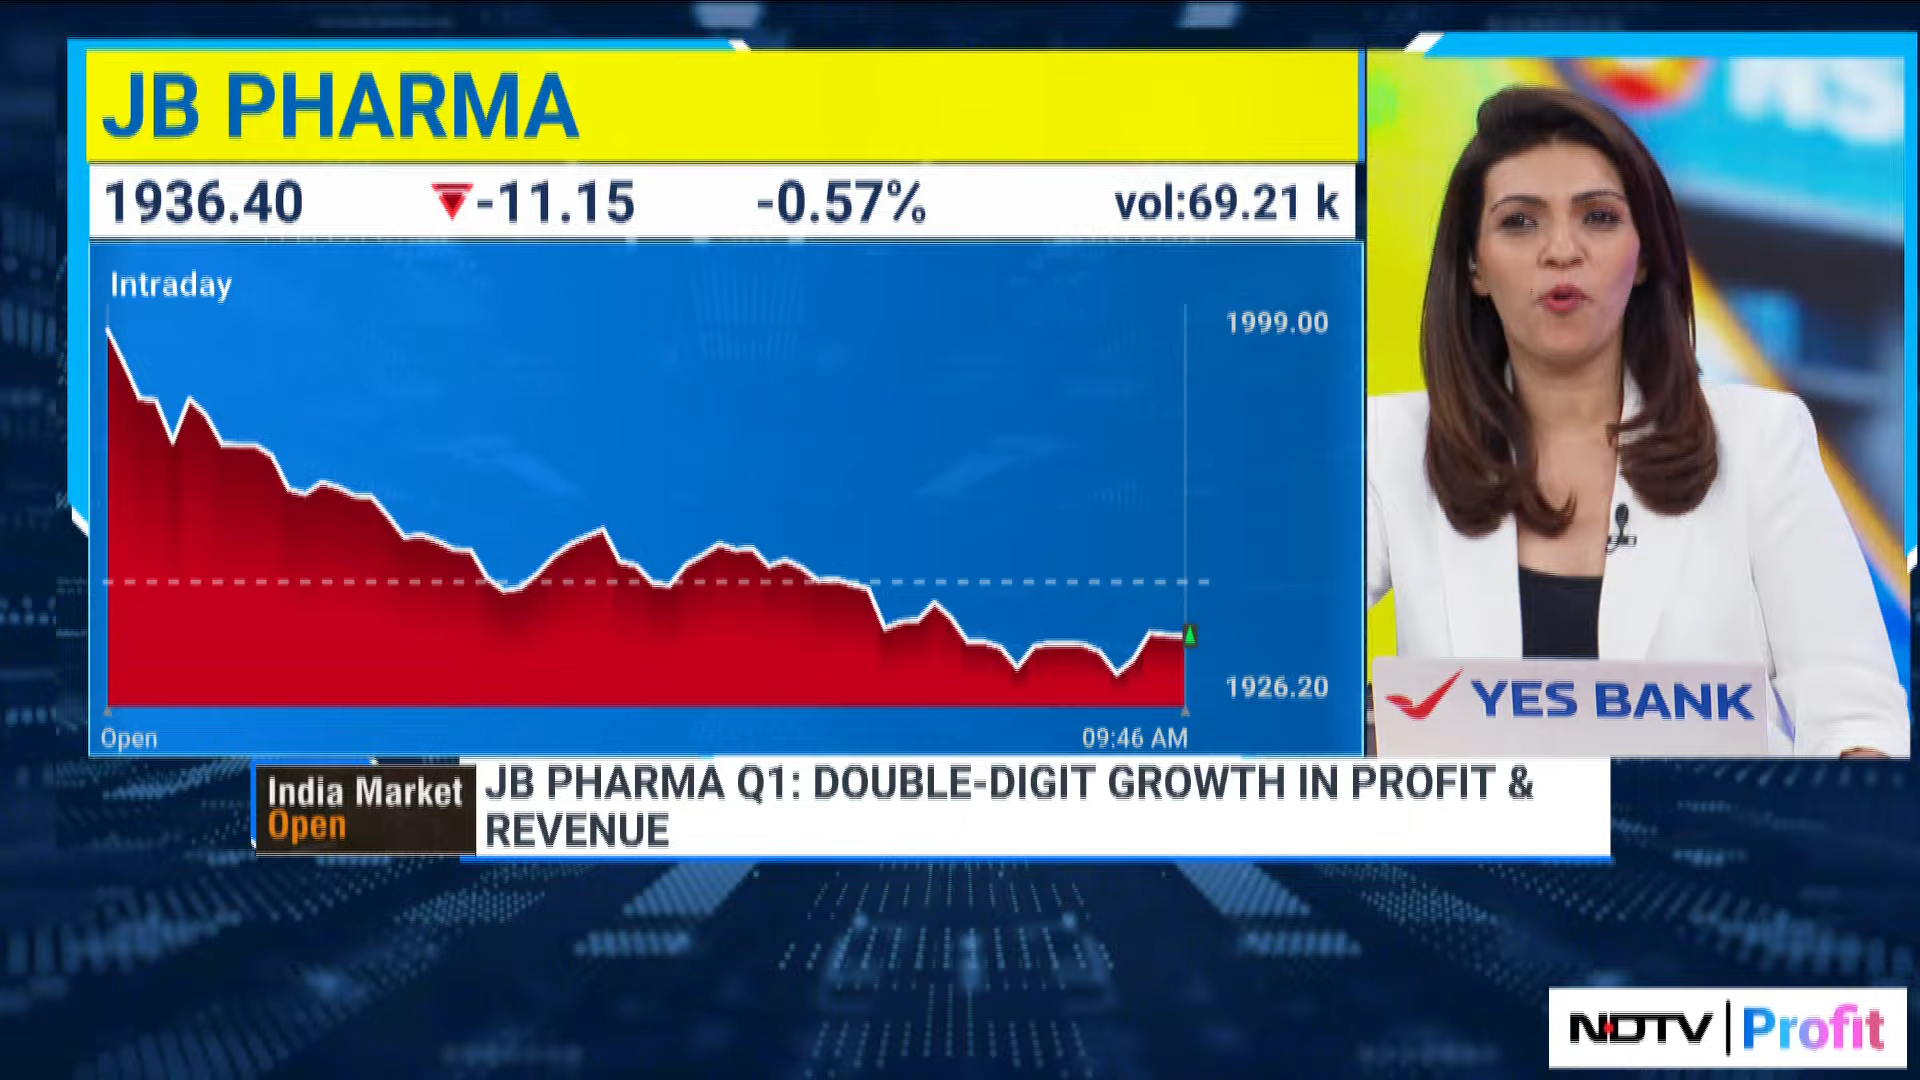 JB PHARMA
1936.40 -11.15 -0.57% vol:69.21 k
Intraday
1999.00
1926.20
Open 09:46 AM
YES BANK
India Market
Open
JB PHARMA Q1: DOUBLE-DIGIT GROWTH IN PROFIT &
REVENUE
NDTV Profit